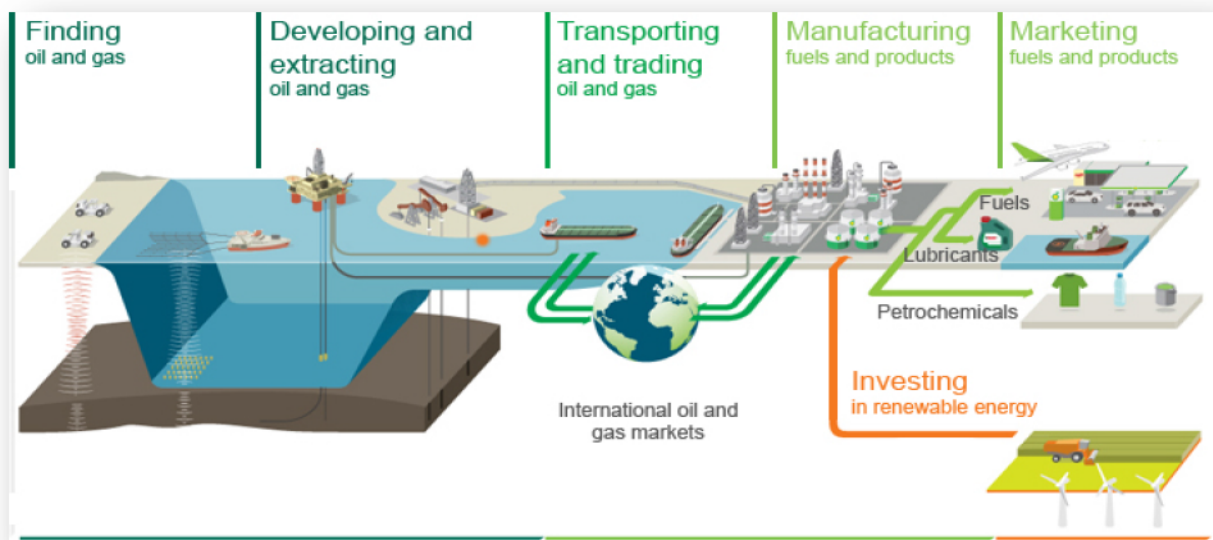 Finding
oil and gas
Developing and
extracting
oil and gas
Transporting
and trading
oil and gas
Manufacturing
fuels and products
Marketing
fuels and products
Fuels
Lubricants
Petrochemicals
International oil and
gas markets
Investing
in renewable energy